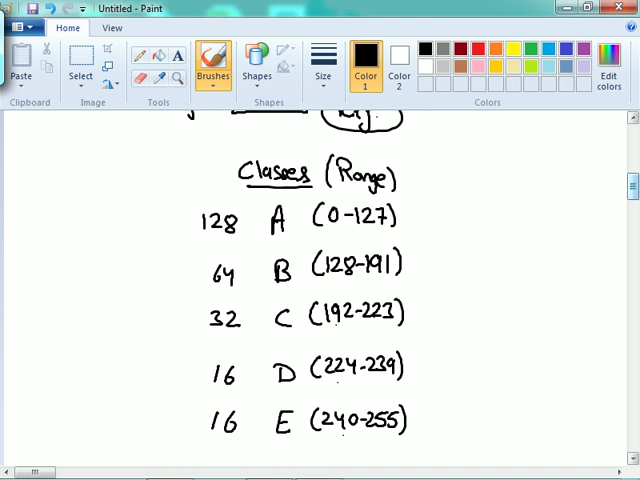 Untitled - Paint
Home View
Paste
Select
A
Brushes
Shapes
Size
Color 1
Color 2
Edit colors
Clipboard Image Tools Shapes Colors
Classes (Range)
128 A (0-127)
64 B (128-191)
32 C (192-223)
16 D (224-239)
16 E (240-255)